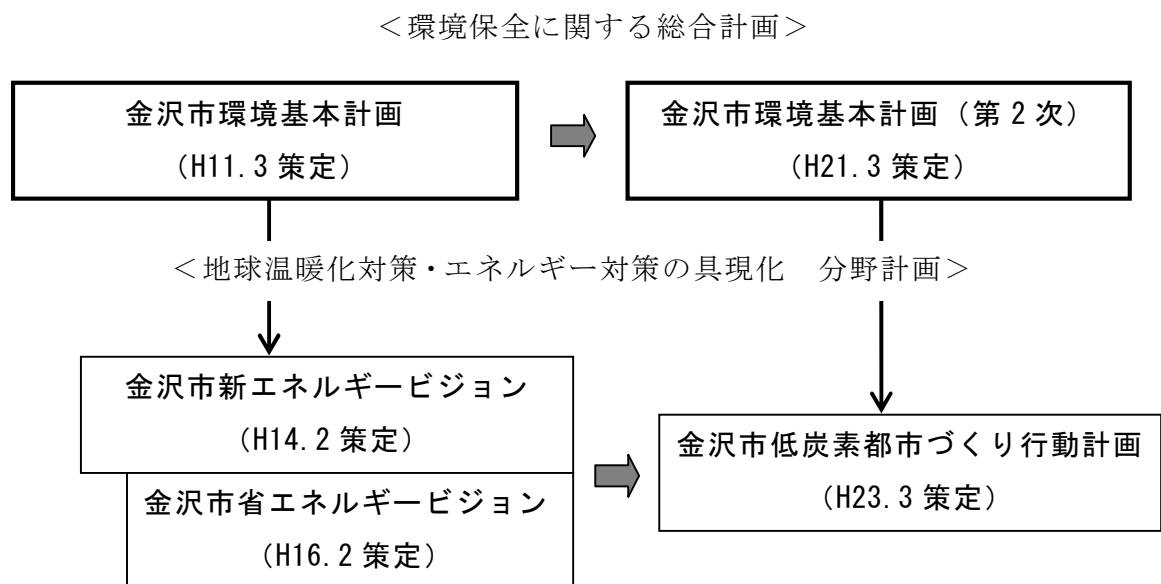 ＜環境保全に関する総合計画＞
金沢市環境基本計画
（H11.3 策定）
金沢市環境基本計画（第２次）
（H21.3 策定）
＜地球温暖化対策・エネルギー対策の具現化　分野計画＞
金沢市新エネルギービジョン
（H14.2 策定）
金沢市省エネルギービジョン
（H16.2 策定）
金沢市低炭素都市づくり行動計画
（H23.3 策定）